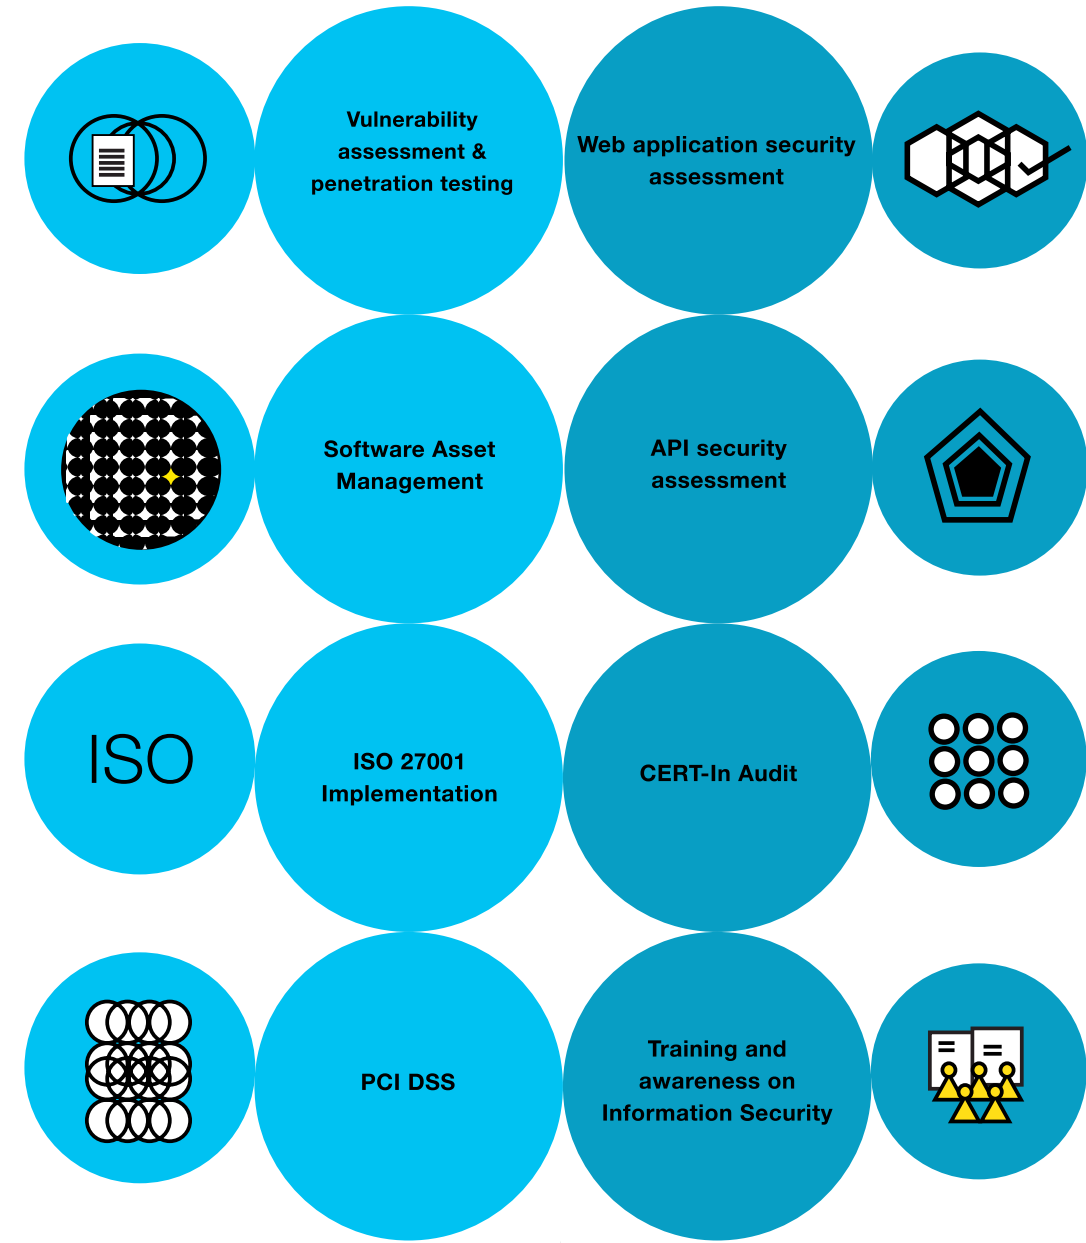 Vulnerability
assessment &
penetration testing
Web application security
assessment
Software Asset
Management
API security
assessment
ISO
ISO 27001
Implementation
CERT-In Audit
PCI DSS
Training and
awareness on
Information Security